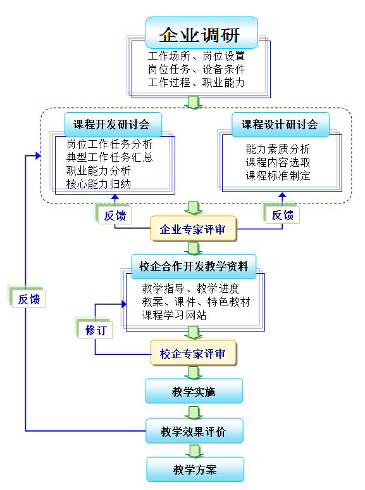 企业调研
工作场所、岗位设置
岗位任务、设备条件
工作过程、职业能力
课程开发研讨会
岗位工作任务分析
典型工作任务汇总
职业能力分析
核心能力归纳
课程设计研讨会
能力素质分析
课程内容选取
课程标准制定
反馈
反馈
企业专家评审
校企合作开发教学资料
教学指导、教学进度
教案、课件、特色教材
课程学习网站
反馈
修订
校企专家评审
教学实施
教学效果评价
教学方案